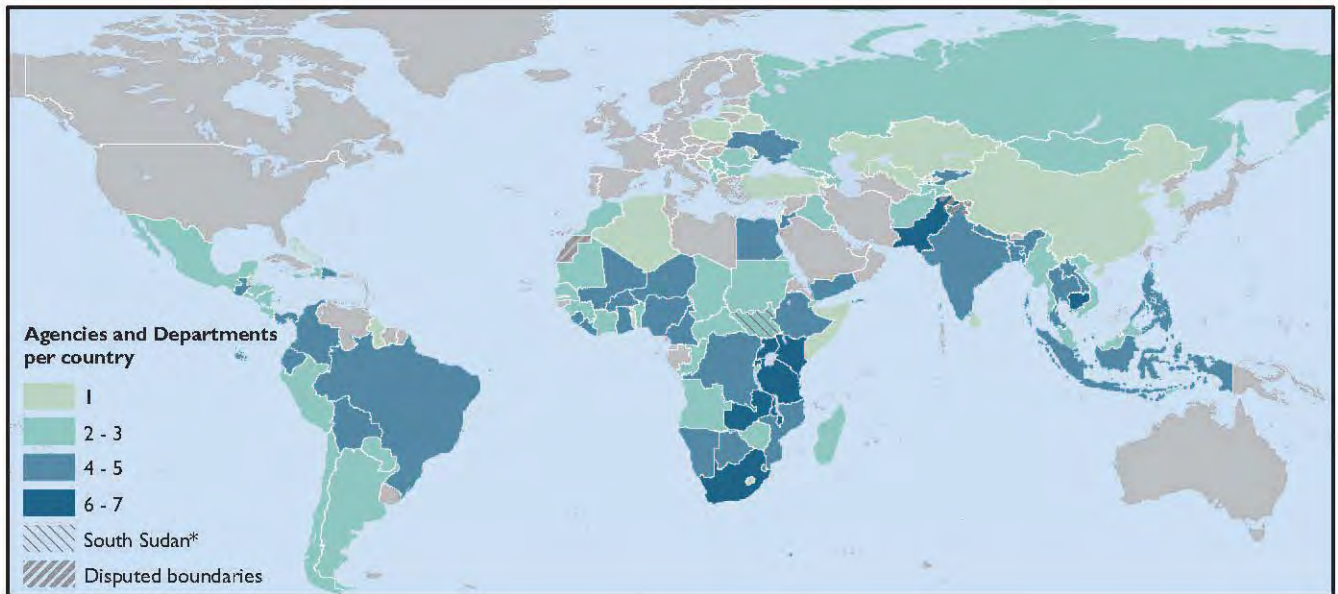 Agencies and Departments
per country
1
2 - 3
4 - 5
6 - 7
South Sudan*
Disputed boundaries